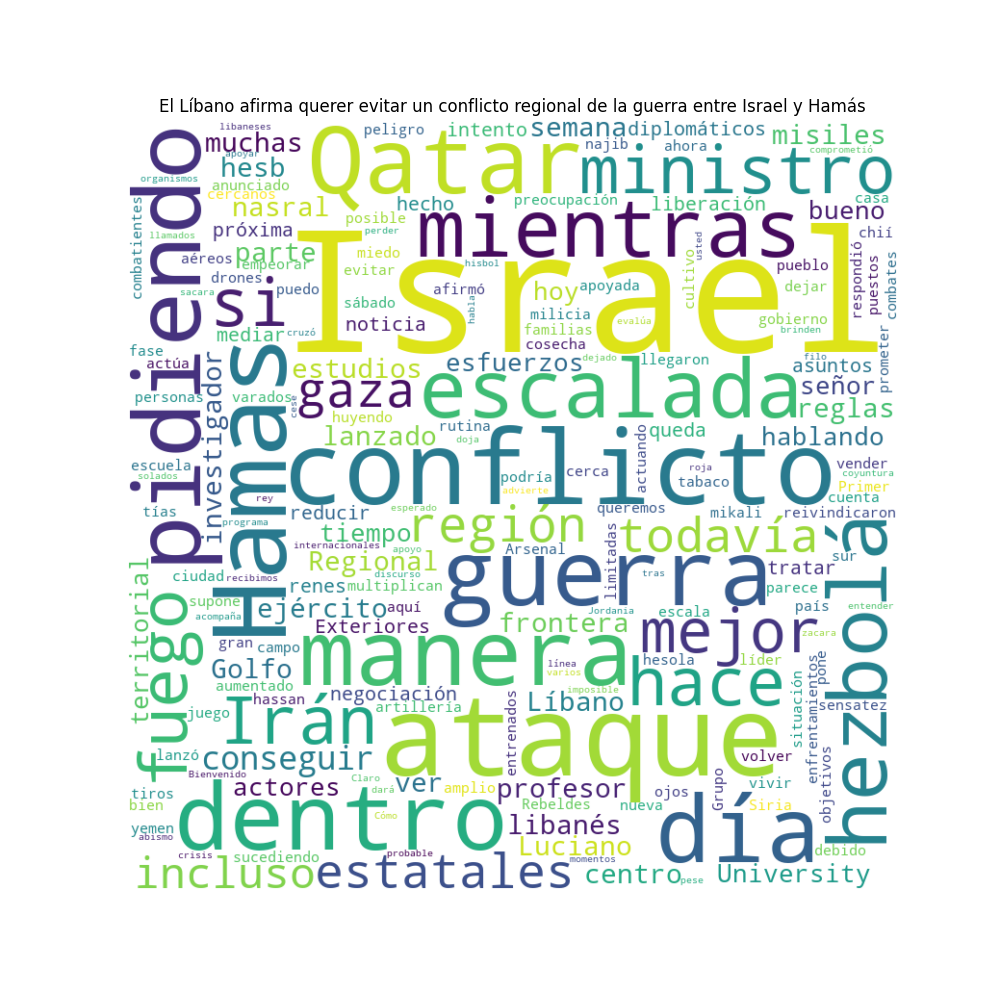 El Líbano afirma querer evitar un conflicto regional de la guerra entre Israel y Hamás
libaneses
peligro
intento
semana
diplomáticos
misiles
apoyar
muchas
Qatar
najib
ahora
ministro
comprometió
organismos
hesb
anunciado
cercanos
nasral
hecho
preocupación
liberación
casa
bueno
combatientes
pidiendo
llamados
próxima
posible
perder
mientras
chií
parte
miedo
aéreos
empeorar
evitar
Israel
hisbol
usted
cultivo
pueblo
respondió
puestos
combates
drones
puedo
afirmó
hoy
apoyada
dejar
sacara
si
sábado
habla
milicia
gobierno
cruzó
noticia
familias
evalúa
brinden
mediar
cosecha
fase
actúa
Hamas
estudios
esfuerzos
dejado
llegaron
filo
asuntos
prometer
personas
varados
gaza
escalada
señor
reglas
investigador
cese
huyendo
rutina
lanzado
doja
actuando
queda
hablando
escuela
solados
conflicto
podría
cerca
roja
tabaco
vender
coyuntura
rey
advierte
Primer
cuenta
tías
reducir
esperado
queremos
mikali
reivindicaron
programa
tiempo
región
todavía
internacionales
apoyo
Arsenal
limitadas
sur
hezbolá
ciudad
recibimos
Regional
discurso
guerra
tras
tratar
territorial
fuego
renes
multiplican
parece
supone
ejército
aquí
Jordania
escala
país
entender
acompaña
Exteriores
frontera
mejor
zacara
gran
campo
manera
línea
hesola
líder
Golfo
varios
pone
aumentado
hassan
negociación
imposible
hace
situación
enfrentamientos
sensatez
juego
Irán
artillería
entrenados
Líbano
ataque
lanzó
conseguir
volver
objetivos
Bienvenido
Claro
ver
amplio
profesor
ojos
Grupo
vivir
tiros
actores
dará
Rebeldes
nueva
Siria
bien
dentro
Cómo
libanés
día
yemen
abismo
Luciano
debido
crisis
sucediendo
probable
momentos
incluso
estatales
centro
pese
University